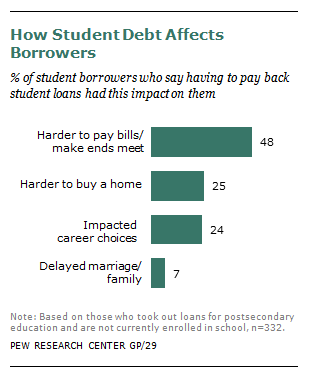 How Student Debt Affects
Borrowers
% of student borrowers who say having to pay back
student loans had this impact on them
Harder to pay bills/
make ends meet
48
Harder to buy a home
25
Impacted
career choices
24
Delayed marriage/
family
7
Note: Based on those who took out loans for postsecondary
education and are not currently enrolled in school, n=332.
PEW RESEARCH CENTER GP/29